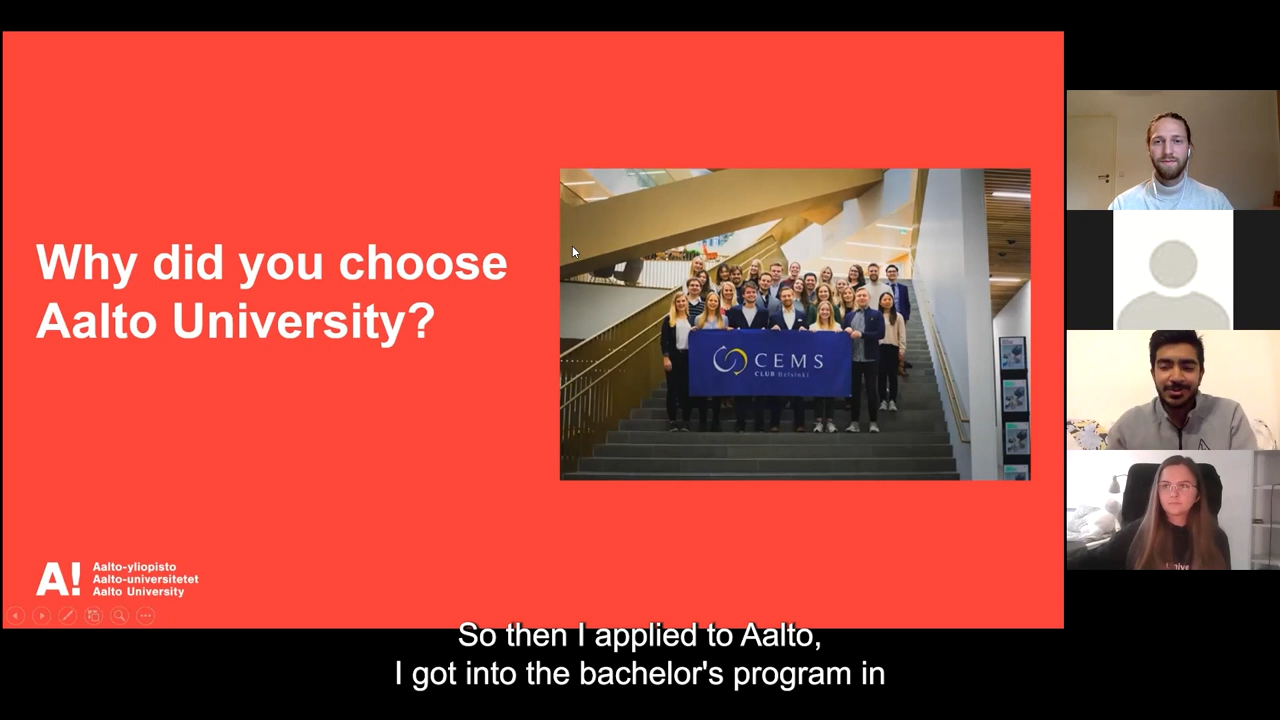 Why did you choose
Aalto University?
CEMS
CLUB Helsinki
A!
Aalto-yliopisto
Aalto-universitetet
Aalto University
So then I applied to Aalto,
I got into the bachelor's program in